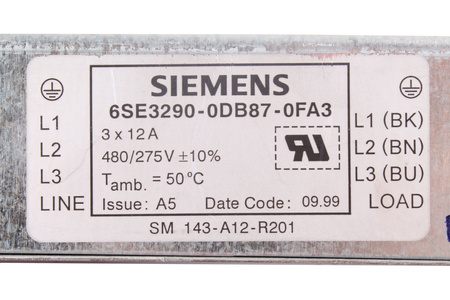 SIEMENS
6SE3290-0DB87-0FA3
L1 3 x 12A L1 (BK)
L2 480/275V ±10% L2 (BN)
L3 Tamb. = 50°C L3 (BU)
LINE Issue: A5 Date Code: 09.99 LOAD
SM 143-A12-R201